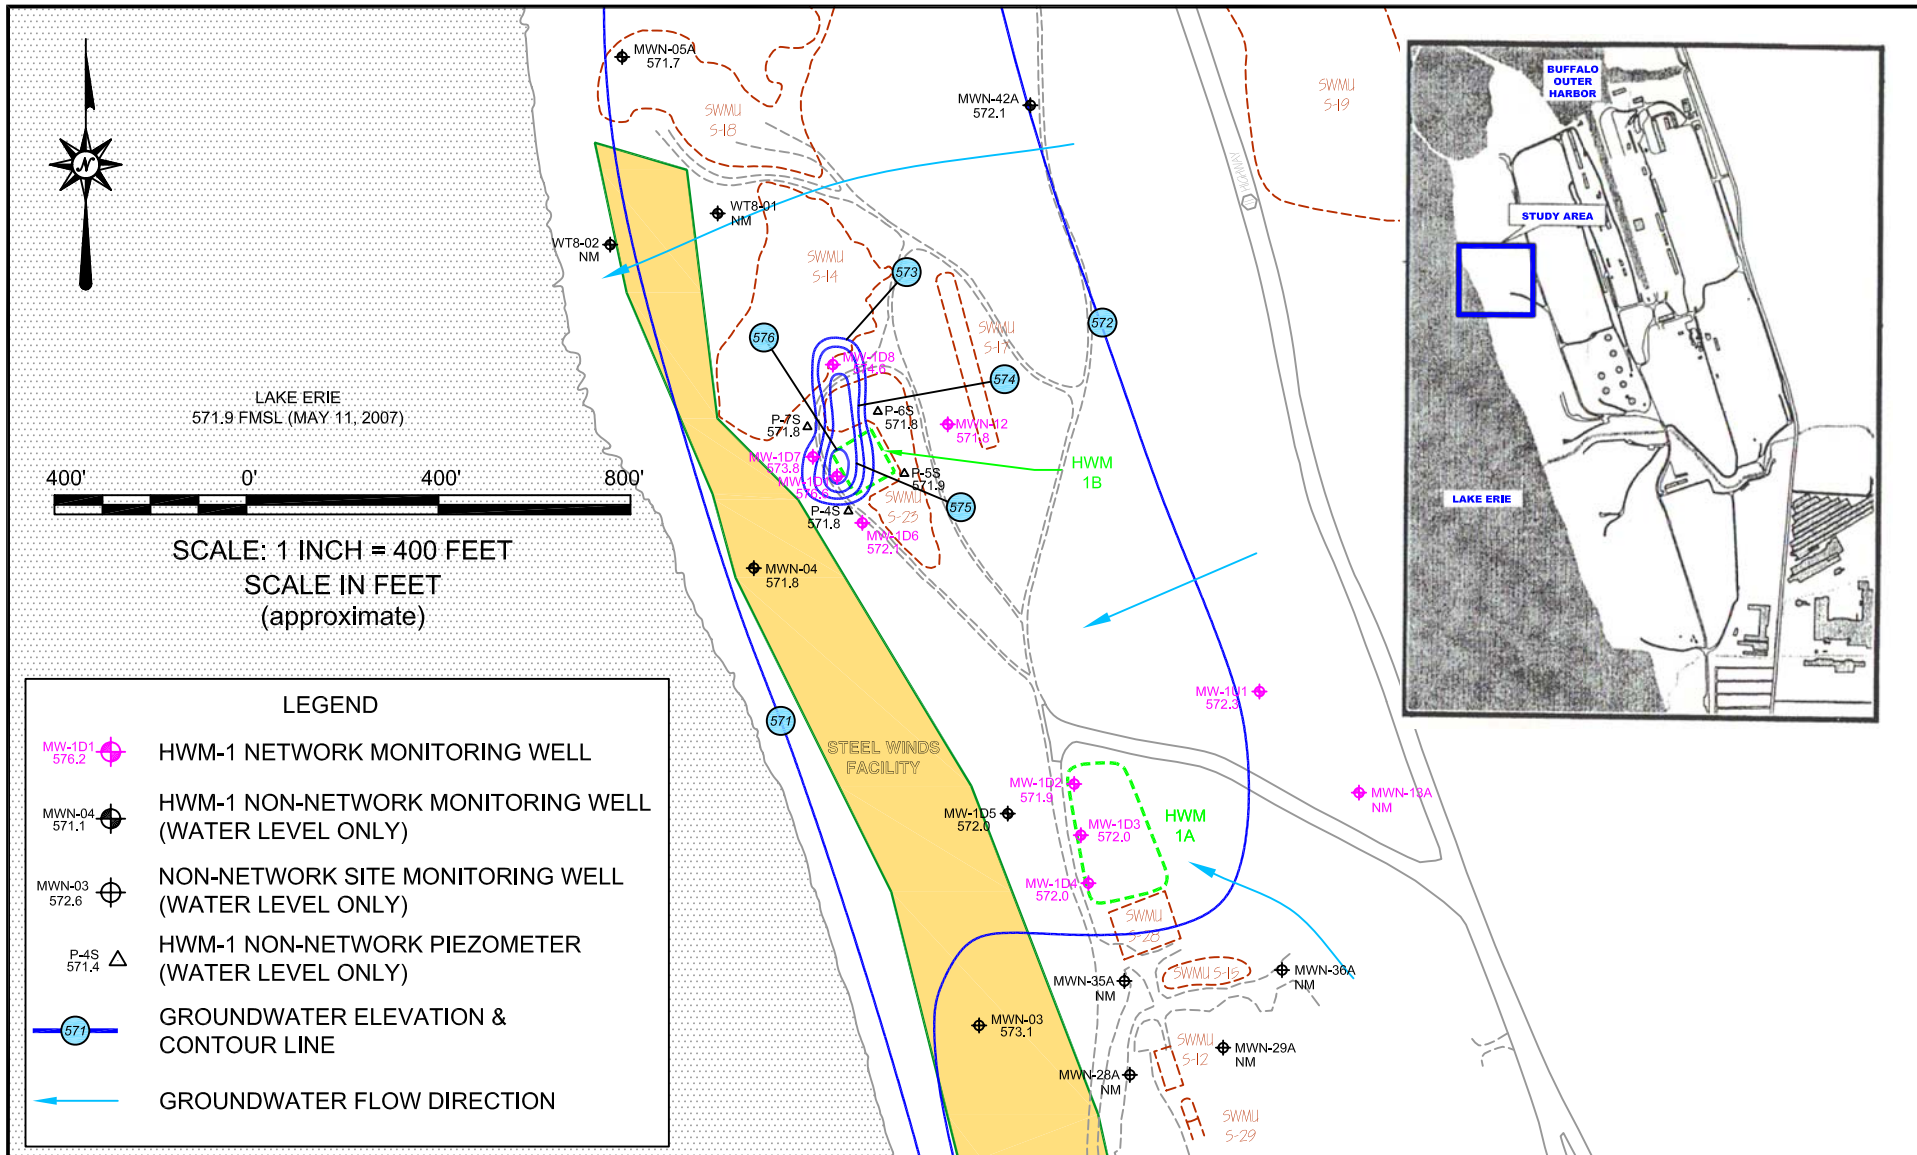 MWN-05A
571.7
SWMU
S-18
MWN-42A
572.1
SWMU
S-19
HIGHWAY
N
WT8-01
NM
WT8-02
NM
SWMU
S-14
573
576
572
SWMU
S-17
574
MW-1D8
574.6
P-7S
571.8
P-6S
571.8
MWN-12
571.8
MW-1D7
573.8
HWM
1B
P-5S
571.9
SWMU
S-23
575
P-4S
571.8
MW-1D6
572.1
MWN-04
571.8
LAKE ERIE
571.9 FMSL (MAY 11, 2007)
400'
0'
400'
800'
SCALE: 1 INCH = 400 FEET
SCALE IN FEET
(approximate)
571
STEEL WINDS
FACILITY
MW-1U1
572.3
MW-1D2
571.9
MW-1D5
572.0
MW-1D3
572.0
HWM
1A
MWN-13A
NM
MW-1D4
572.0
SWMU
S-28
SWMU S-15
MWN-35A
NM
MWN-36A
NM
MWN-03
573.1
SWMU
S-12
MWN-29A
NM
MWN-28A
NM
SWMU
S-29
BUFFALO
OUTER
HARBOR
STUDY AREA
LAKE ERIE
LEGEND
MW-1D1
576.2
HWM-1 NETWORK MONITORING WELL
MWN-04
571.1
HWM-1 NON-NETWORK MONITORING WELL
(WATER LEVEL ONLY)
MWN-03
572.6
NON-NETWORK SITE MONITORING WELL
(WATER LEVEL ONLY)
P-4S
571.4
HWM-1 NON-NETWORK PIEZOMETER
(WATER LEVEL ONLY)
571
GROUNDWATER ELEVATION &
CONTOUR LINE
GROUNDWATER FLOW DIRECTION